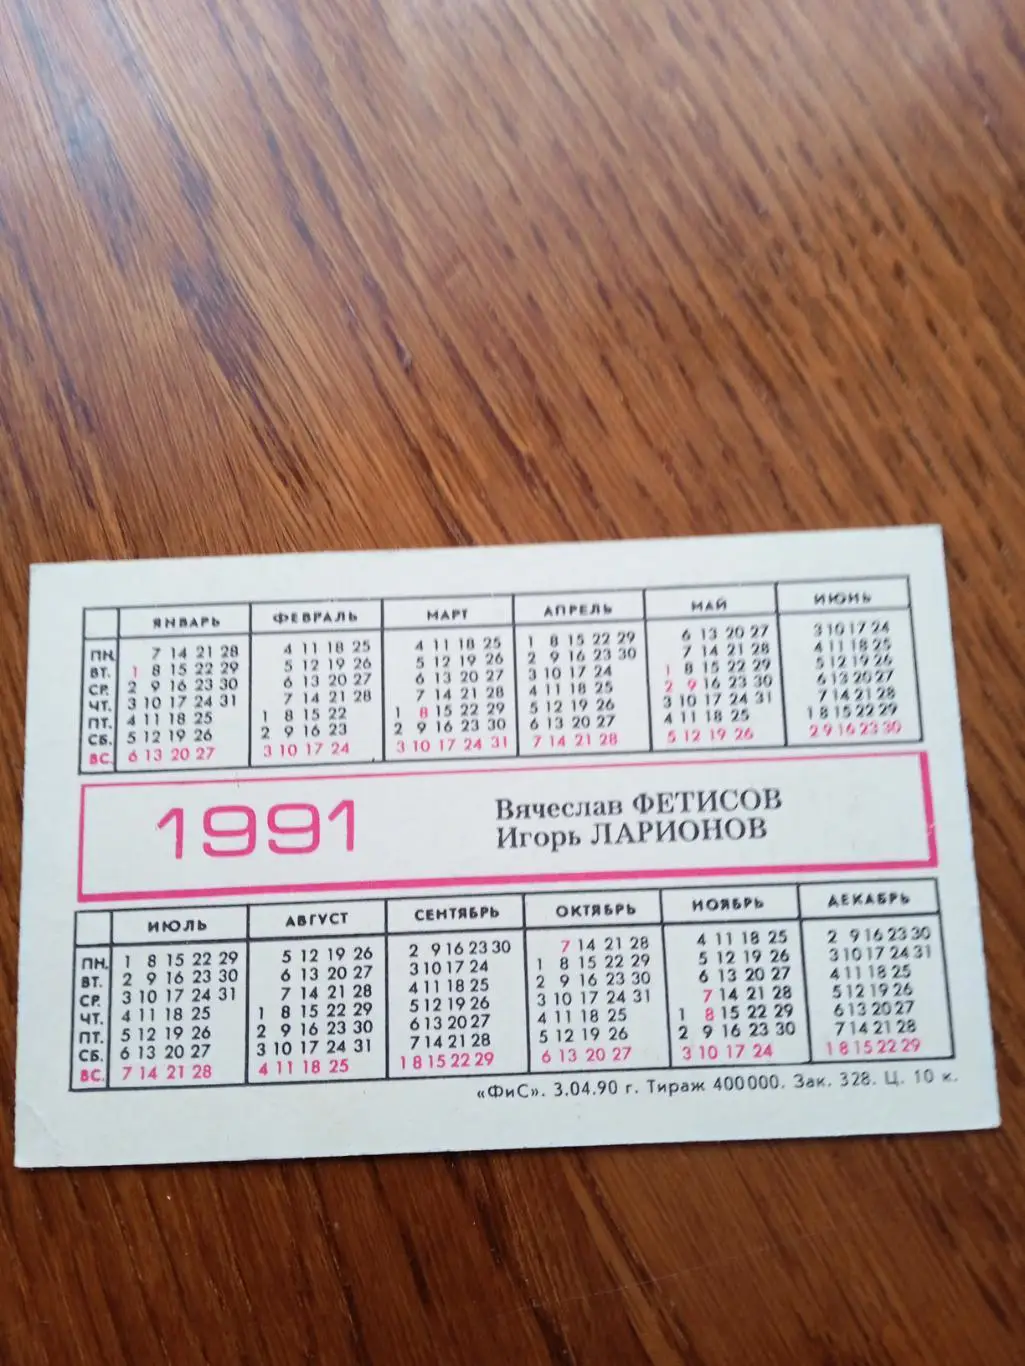 ЯНВАРЬ ФЕВРАЛЬ МАРТ АПРЕЛЬ МАЙ ИЮНЬ
ПН. 7 14 21 28 4 11 18 25 4 11 18 25 1 8 15 22 29 6 13 20 27 3 10 17 24
ВТ. 1 8 15 22 29 5 12 19 26 5 12 19 26 2 9 16 23 30 7 14 21 28 4 11 18 25
СР. 2 9 16 23 30 6 13 20 27 6 13 20 27 3 10 17 24 1 8 15 22 29 5 12 19 26
ЧТ. 3 10 17 24 31 7 14 21 28 7 14 21 28 4 11 18 25 2 9 16 23 30 6 13 20 27
ПТ. 4 11 18 25 1 8 15 22 1 8 15 22 29 5 12 19 26 3 10 17 24 31 7 14 21 28
СБ. 5 12 19 26 2 9 16 23 2 9 16 23 30 6 13 20 27 4 11 18 25 1 8 15 22 29
ВС. 6 13 20 27 3 10 17 24 3 10 17 24 31 7 14 21 28 5 12 19 26 2 9 16 23 30
1991
Вячеслав ФЕТИСОВ
Игорь ЛАРИОНОВ
ИЮЛЬ АВГУСТ СЕНТЯБРЬ ОКТЯБРЬ НОЯБРЬ ДЕКАБРЬ
ПН. 1 8 15 22 29 5 12 19 26 2 9 16 23 30 7 14 21 28 4 11 18 25 2 9 16 23 30
ВТ. 2 9 16 23 30 6 13 20 27 3 10 17 24 1 8 15 22 29 5 12 19 26 3 10 17 24 31
СР. 3 10 17 24 31 7 14 21 28 4 11 18 25 2 9 16 23 30 6 13 20 27 4 11 18 25
ЧТ. 4 11 18 25 1 8 15 22 29 5 12 19 26 3 10 17 24 31 7 14 21 28 5 12 19 26
ПТ. 5 12 19 26 2 9 16 23 30 6 13 20 27 4 11 18 25 1 8 15 22 29 6 13 20 27
СБ. 6 13 20 27 3 10 17 24 31 7 14 21 28 5 12 19 26 2 9 16 23 30 7 14 21 28
ВС. 7 14 21 28 4 11 18 25 1 8 15 22 29 6 13 20 27 3 10 17 24 1 8 15 22 29
«ФиС». 3.04.90 г. Тираж 400000. Зак. 328. Ц. 10 к.